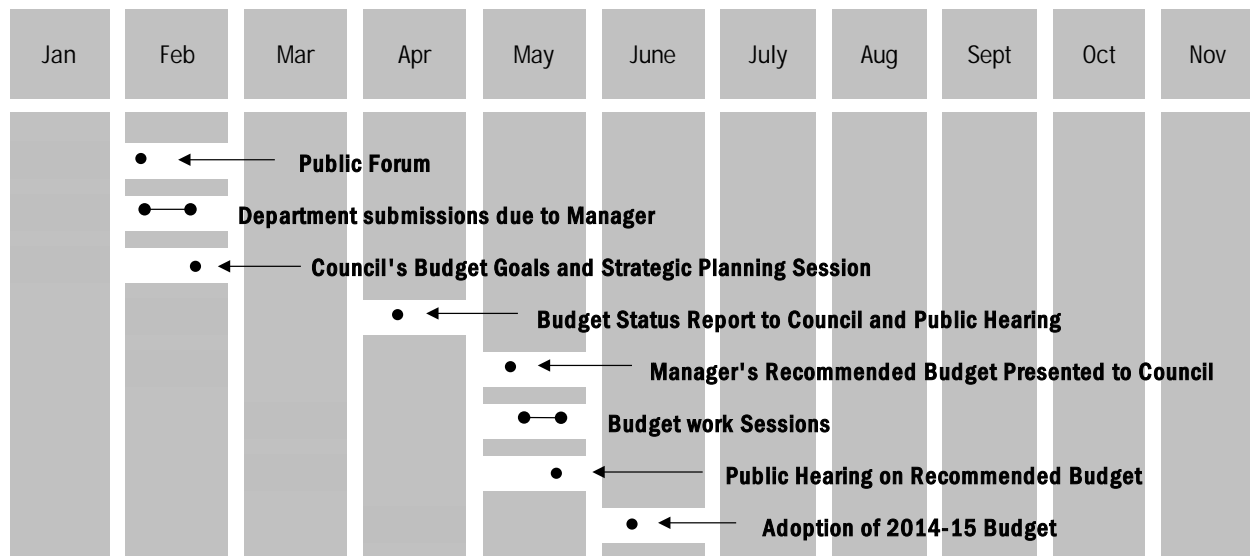 Jan Feb Mar Apr May June July Aug Sept Oct Nov
Public Forum
Department submissions due to Manager
Council's Budget Goals and Strategic Planning Session
Budget Status Report to Council and Public Hearing
Manager's Recommended Budget Presented to Council
Budget work Sessions
Public Hearing on Recommended Budget
Adoption of 2014-15 Budget